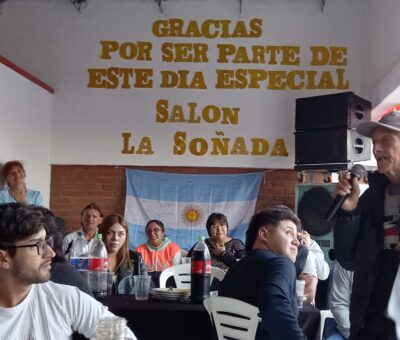 GRACIAS
POR SER PARTE DE
ESTE DIA ESPECIAL
SALON
LA SOÑADA